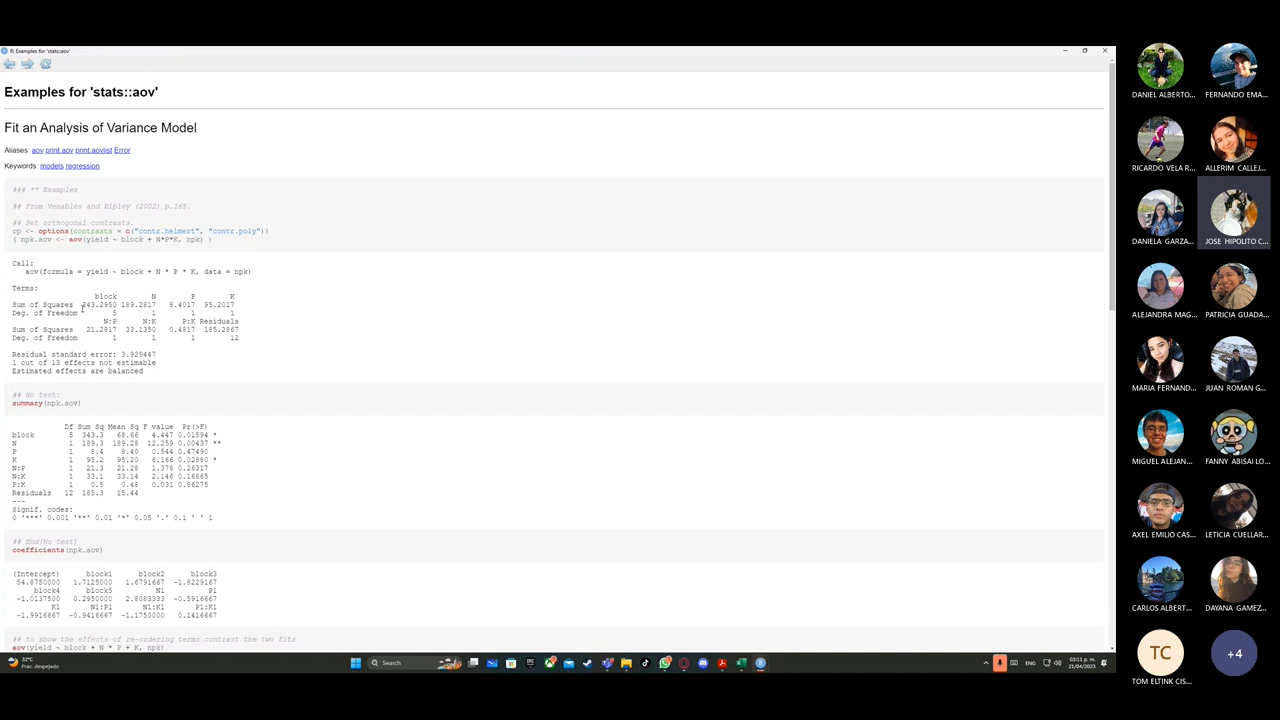 R: Examples for 'stats::aov'
Examples for 'stats::aov'
Fit an Analysis of Variance Model
Aliases: aov print.aov print.aovlist Error
Keywords: models regression
### ** Examples
## From Venables and Ripley (2002) p.165.
## Set orthogonal contrasts.
op <- options(contrasts = c("contr.helmert", "contr.poly"))
( npk.aov <- aov(yield ~ block + N*P*K, npk) )
Call:
aov(formula = yield ~ block + N * P * K, data = npk)
Terms:
block N P K
Sum of Squares 343.2950 189.2817 8.4017 95.2017
Deg. of Freedom 5 1 1 1
N:P N:K P:K Residuals
Sum of Squares 21.2817 33.1350 0.4817 185.2867
Deg. of Freedom 1 1 1 12
Residual standard error: 3.929447
1 out of 13 effects not estimable
Estimated effects are balanced
## No test:
summary(npk.aov)
Df Sum Sq Mean Sq F value Pr(>F)
block 5 343.3 68.66 4.447 0.01594 *
N 1 189.3 189.28 12.259 0.00437 **
P 1 8.4 8.40 0.544 0.47490
K 1 95.2 95.20 6.166 0.02880 *
N:P 1 21.3 21.28 1.378 0.26317
N:K 1 33.1 33.14 2.146 0.16865
P:K 1 0.5 0.48 0.031 0.86275
Residuals 12 185.3 15.44
---
Signif. codes:
0 '***' 0.001 '**' 0.01 '*' 0.05 '.' 0.1 ' ' 1
## End(No test)
coefficients(npk.aov)
(Intercept) block1 block2 block3
54.8750000 1.7125000 1.6791667 -1.8229167
block4 block5 N1 P1
-1.0137500 0.2950000 2.8083333 -0.5916667
K1 N1:P1 N1:K1 P1:K1
-1.9916667 -0.9416667 -1.1750000 0.1416667
## to show the effects of re-ordering terms contrast the two fits
aov(yield ~ block + N * P + K, npk)
32°C
Prac. despejado
Search
ENG
03:11 p. m.
21/04/2023
DANIEL ALBERTO...
FERNANDO EMA...
RICARDO VELA R...
ALLERIM CALLEJ...
DANIELA GARZA...
JOSE HIPOLITO C...
ALEJANDRA MAG...
PATRICIA GUADA...
MARIA FERNAND...
JUAN ROMAN G...
MIGUEL ALEJAN...
FANNY ABISAI LO...
AXEL EMILIO CAS...
LETICIA CUELLAR...
CARLOS ALBERT...
DAYANA GAMEZ...
TC
TOM ELTINK CIS...
+4